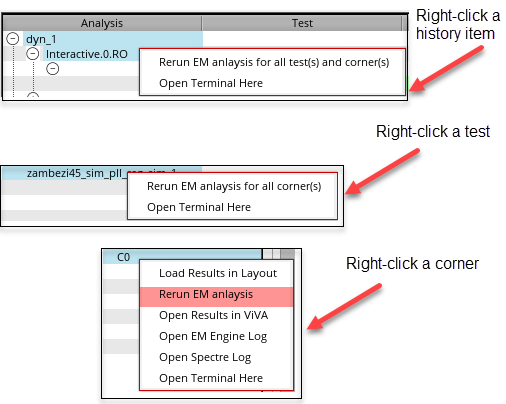 Analysis Test
Right-click a
history item
dyn_1
Interactive.0.RO
Rerun EM anlaysis for all test(s) and corner(s)
Open Terminal Here
Right-click a test
Rerun EM anlaysis for all corner(s)
Open Terminal Here
C0
Right-click a corner
Load Results in Layout
Rerun EM anlaysis
Open Results in ViVA
Open EM Engine Log
Open Spectre Log
Open Terminal Here